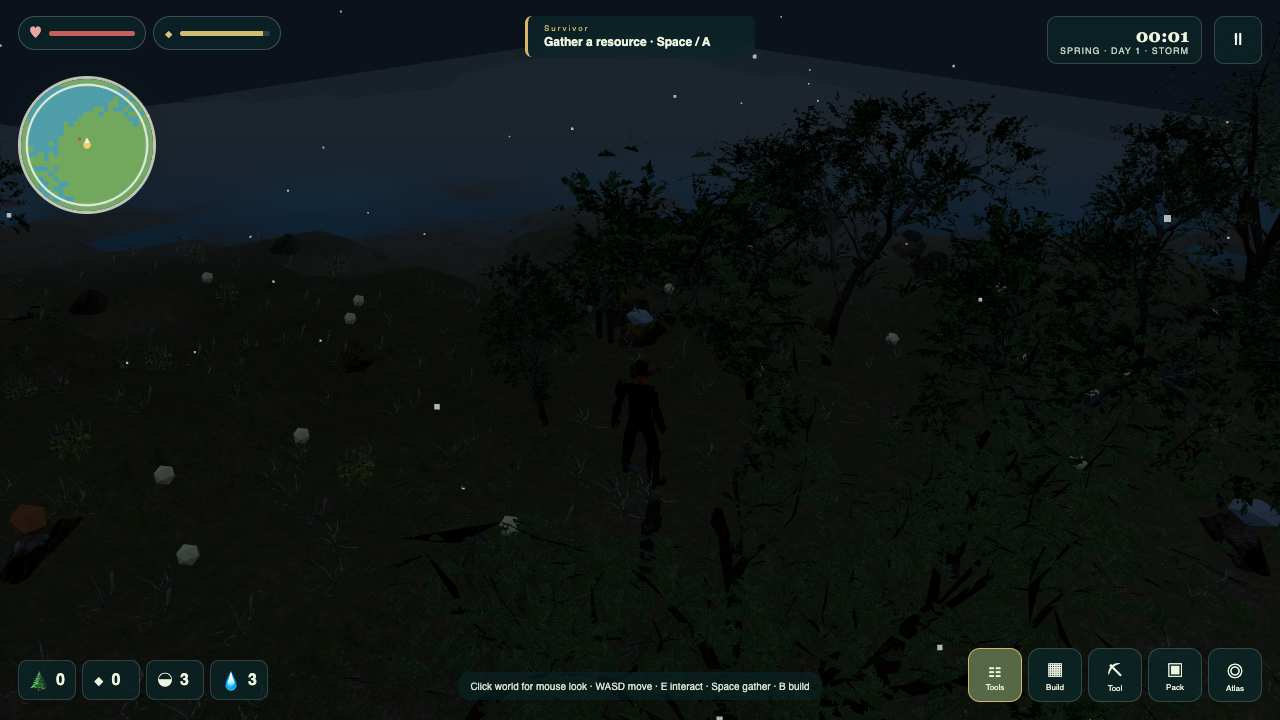 Survivor
Gather a resource · Space / A
00:01
SPRING · DAY 1 · STORM
0
0
3
3
Click world for mouse look · WASD move · E interact · Space gather · B build
Tools
Build
Tool
Pack
Atlas